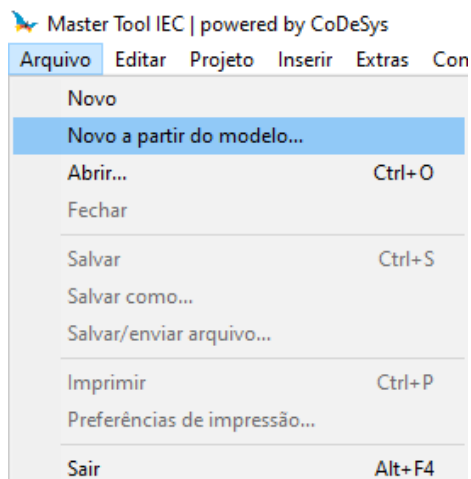 Master Tool IEC | powered by CoDeSys
Arquivo Editar Projeto Inserir Extras Con
Novo
Novo a partir do modelo...
Abrir... Ctrl+O
Fechar
Salvar Ctrl+S
Salvar como...
Salvar/enviar arquivo...
Imprimir Ctrl+P
Preferências de impressão...
Sair Alt+F4